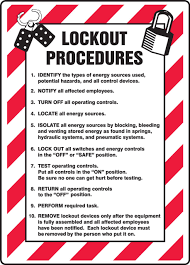 LOCKOUT
PROCEDURES
1. IDENTIFY the types of energy sources used,
potential hazards, and all control devices.
2. NOTIFY all affected employees.
3. TURN OFF all operating controls.
4. LOCATE all energy sources.
5. ISOLATE all energy sources by blocking, bleeding
and venting stored energy as found in springs,
hydraulic systems, and pneumatic systems.
6. LOCK OUT all switches and energy controls
in the "OFF" or "SAFE" position.
7. TEST operating controls.
Put all controls in the "ON" position.
Be sure no one can get hurt before testing.
8. RETURN all operating controls
to the "OFF" position.
9. PERFORM required task.
10. REMOVE lockout devices only after the equipment
is fully assembled and all affected employees
have been notified. Each lockout device must
be removed by the person who put it on.